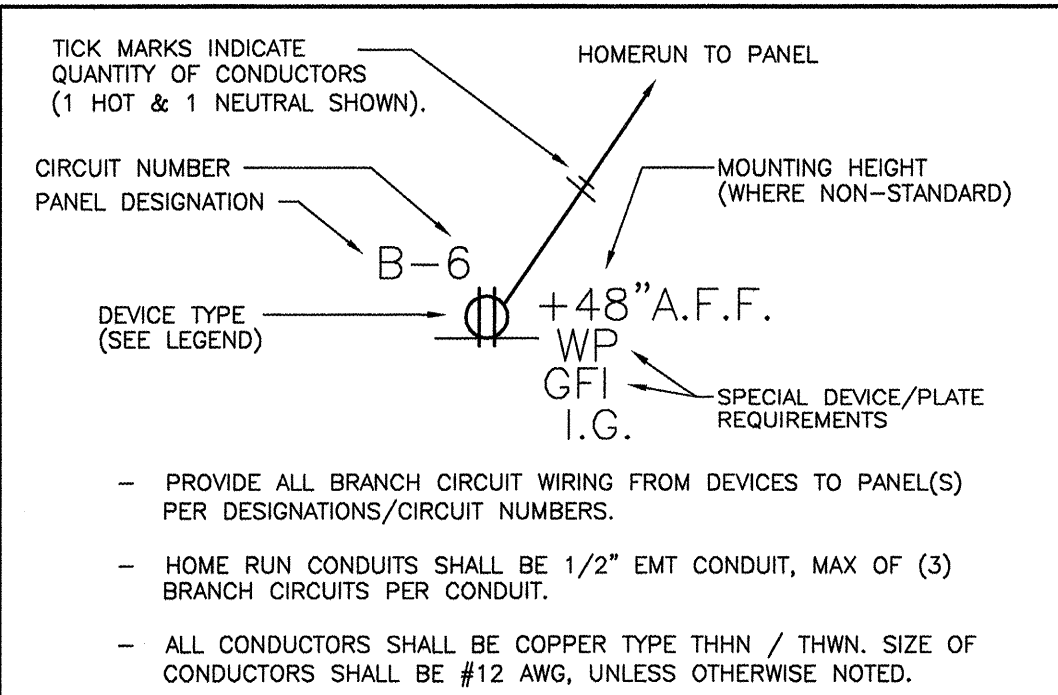 TICK MARKS INDICATE
QUANTITY OF CONDUCTORS
(1 HOT & 1 NEUTRAL SHOWN).
HOMERUN TO PANEL
CIRCUIT NUMBER
PANEL DESIGNATION
MOUNTING HEIGHT
(WHERE NON-STANDARD)
B-6
DEVICE TYPE
(SEE LEGEND)
+48"A.F.F.
WP
GFI
I.G.
SPECIAL DEVICE/PLATE
REQUIREMENTS
- PROVIDE ALL BRANCH CIRCUIT WIRING FROM DEVICES TO PANEL(S)
PER DESIGNATIONS/CIRCUIT NUMBERS.
- HOME RUN CONDUITS SHALL BE 1/2" EMT CONDUIT, MAX OF (3)
BRANCH CIRCUITS PER CONDUIT.
- ALL CONDUCTORS SHALL BE COPPER TYPE THHN / THWN. SIZE OF
CONDUCTORS SHALL BE #12 AWG, UNLESS OTHERWISE NOTED.